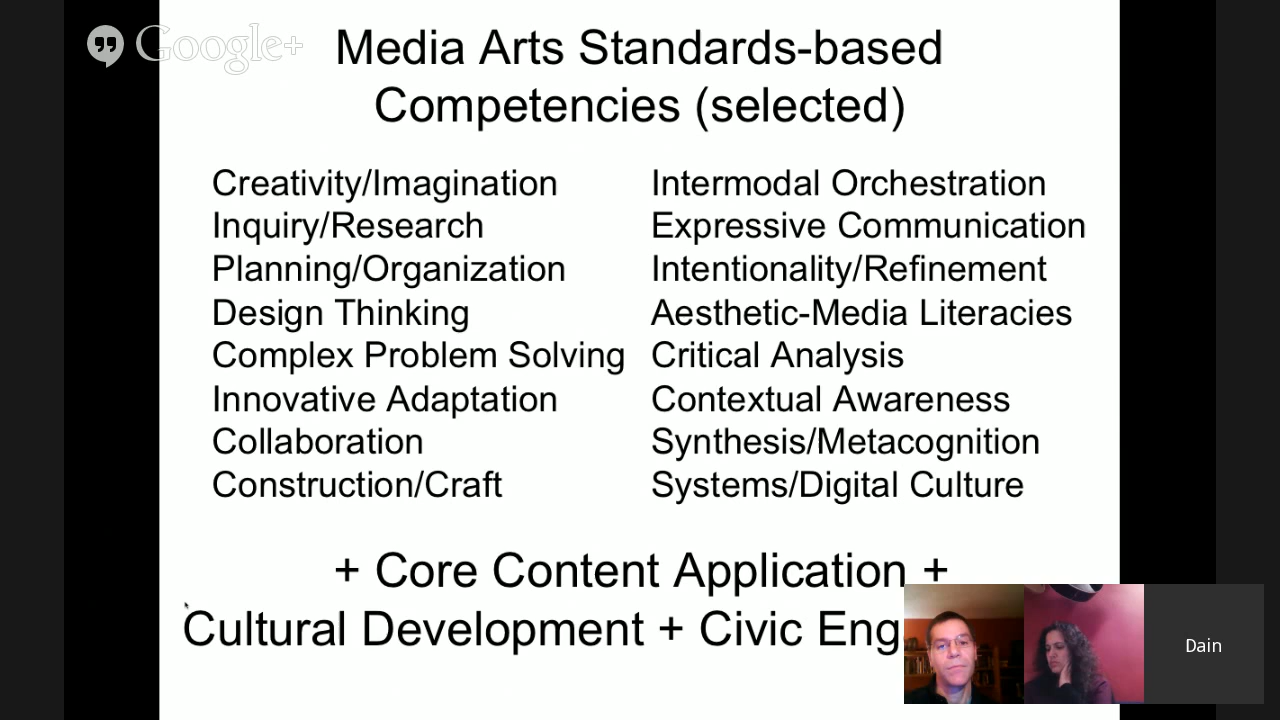 Google+
Media Arts Standards-based
Competencies (selected)
Creativity/Imagination
Inquiry/Research
Planning/Organization
Design Thinking
Complex Problem Solving
Innovative Adaptation
Collaboration
Construction/Craft
Intermodal Orchestration
Expressive Communication
Intentionality/Refinement
Aesthetic-Media Literacies
Critical Analysis
Contextual Awareness
Synthesis/Metacognition
Systems/Digital Culture
+ Core Content Application +
Cultural Development + Civic Eng
Dain